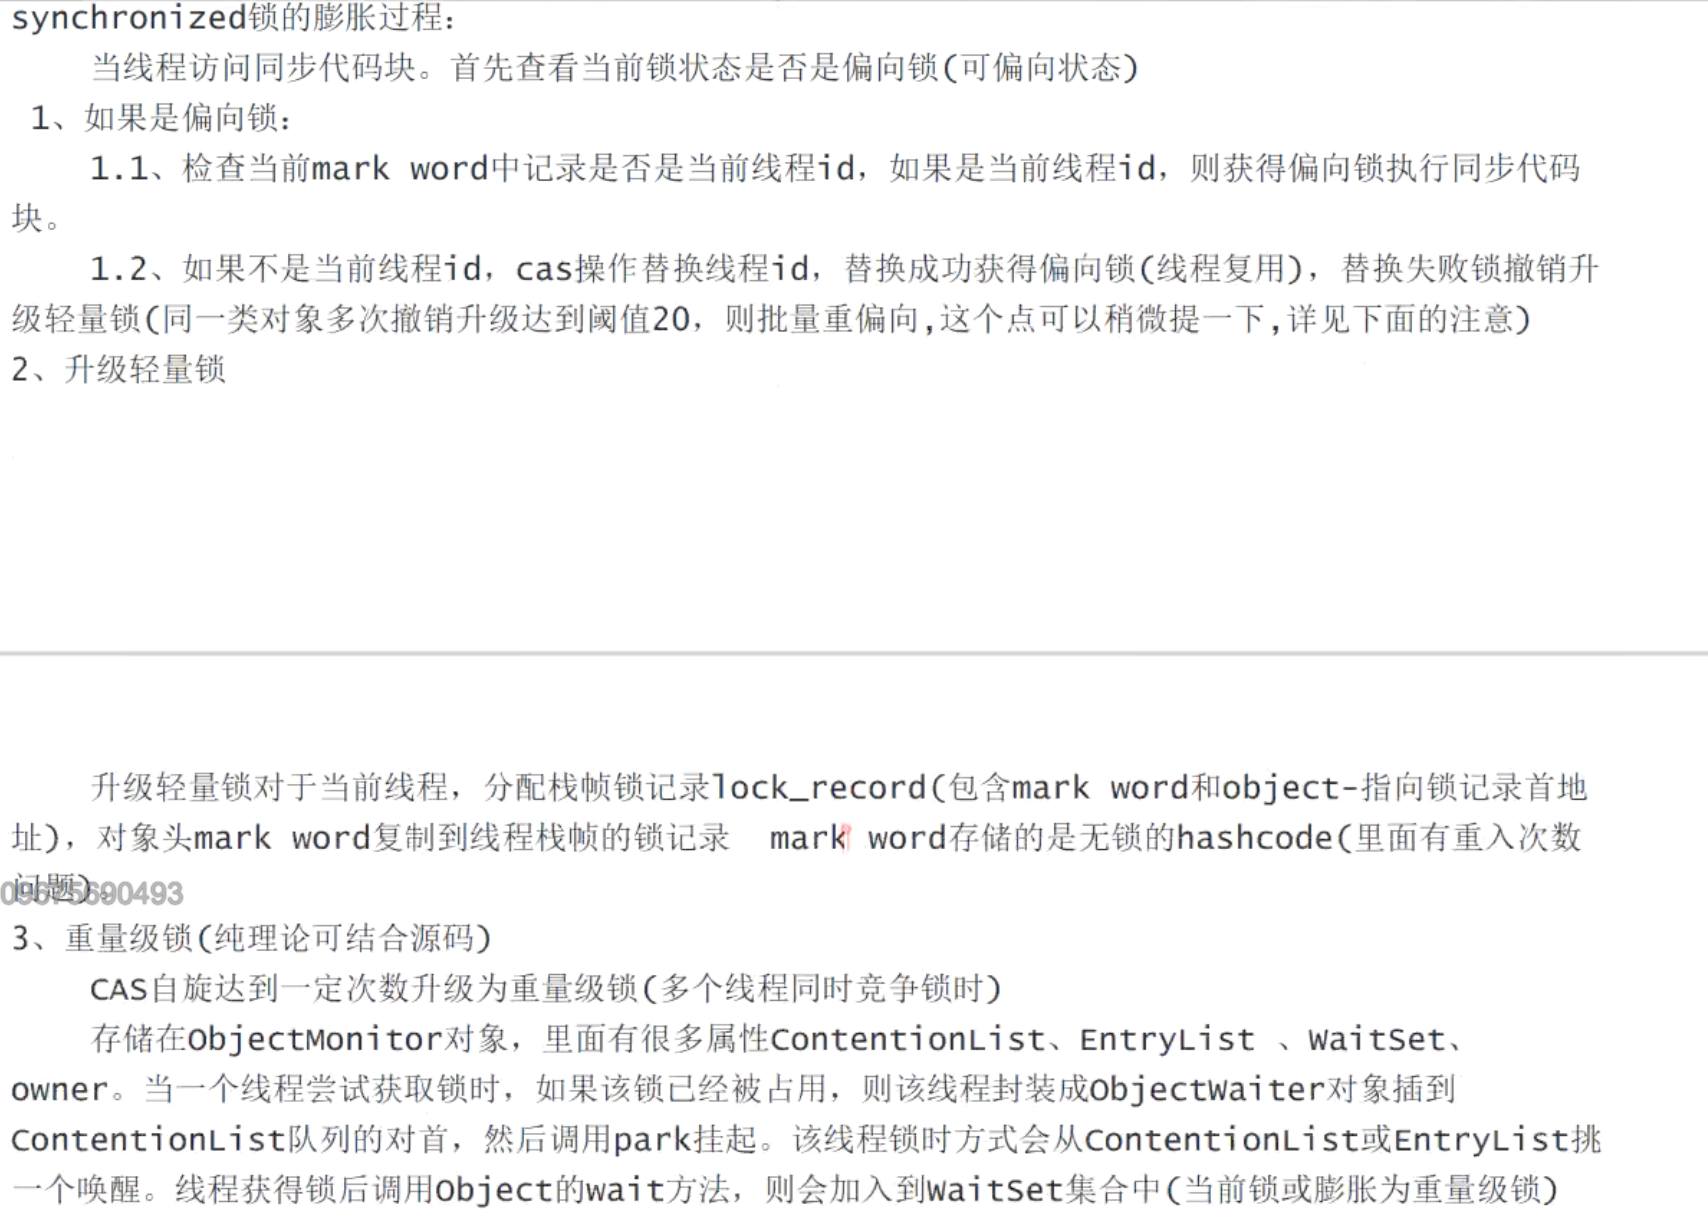 synchronized锁的膨胀过程：
当线程访问同步代码块。首先查看当前锁状态是否是偏向锁(可偏向状态)
1、如果是偏向锁：
1.1、检查当前mark word中记录是否是当前线程id，如果是当前线程id，则获得偏向锁执行同步代码
块。
1.2、如果不是当前线程id，cas操作替换线程id，替换成功获得偏向锁(线程复用)，替换失败锁撤销升
级轻量锁(同一类对象多次撤销升级达到阈值20，则批量重偏向,这个点可以稍微提一下,详见下面的注意)
2、升级轻量锁
升级轻量锁对于当前线程，分配栈帧锁记录lock_record(包含mark word和object-指向锁记录首地
址)，对象头mark word复制到线程栈帧的锁记录 mark word存储的是无锁的hashcode(里面有重入次数
问题)。
3、重量级锁(纯理论可结合源码)
CAS自旋达到一定次数升级为重量级锁(多个线程同时竞争锁时)
存储在ObjectMonitor对象，里面有很多属性ContentionList、EntryList 、WaitSet、
owner。当一个线程尝试获取锁时，如果该锁已经被占用，则该线程封装成ObjectWaiter对象插到
ContentionList队列的对首，然后调用park挂起。该线程锁时方式会从ContentionList或EntryList挑
一个唤醒。线程获得锁后调用Object的wait方法，则会加入到WaitSet集合中(当前锁或膨胀为重量级锁)